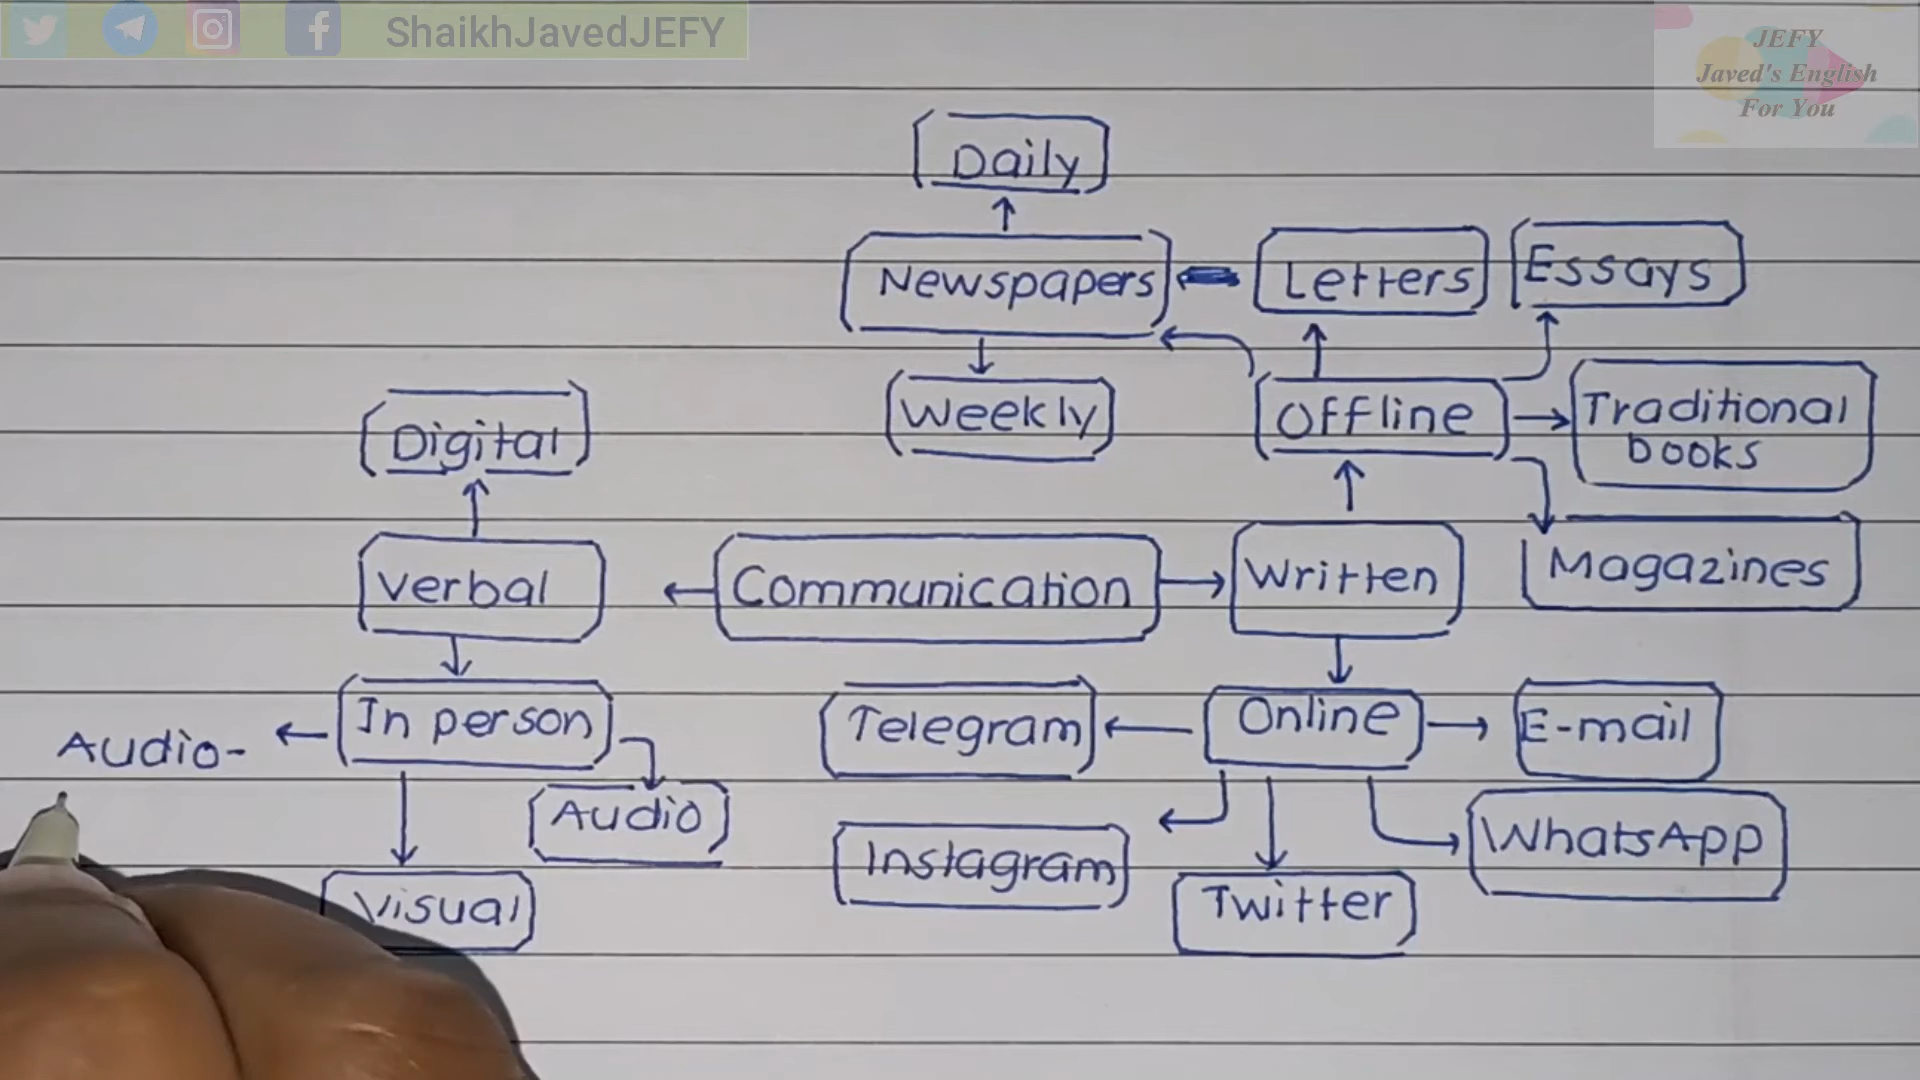 ShaikhJavedJEFY
JEFY
Javed's English
For You
Daily
Newspapers
Letters
Essays
Weekly
Offline
Traditional
books
Digital
Verbal
Communication
Written
Magazines
Audio-
In person
Telegram
Online
E-mail
Audio
Instagram
WhatsApp
Visual
Twitter